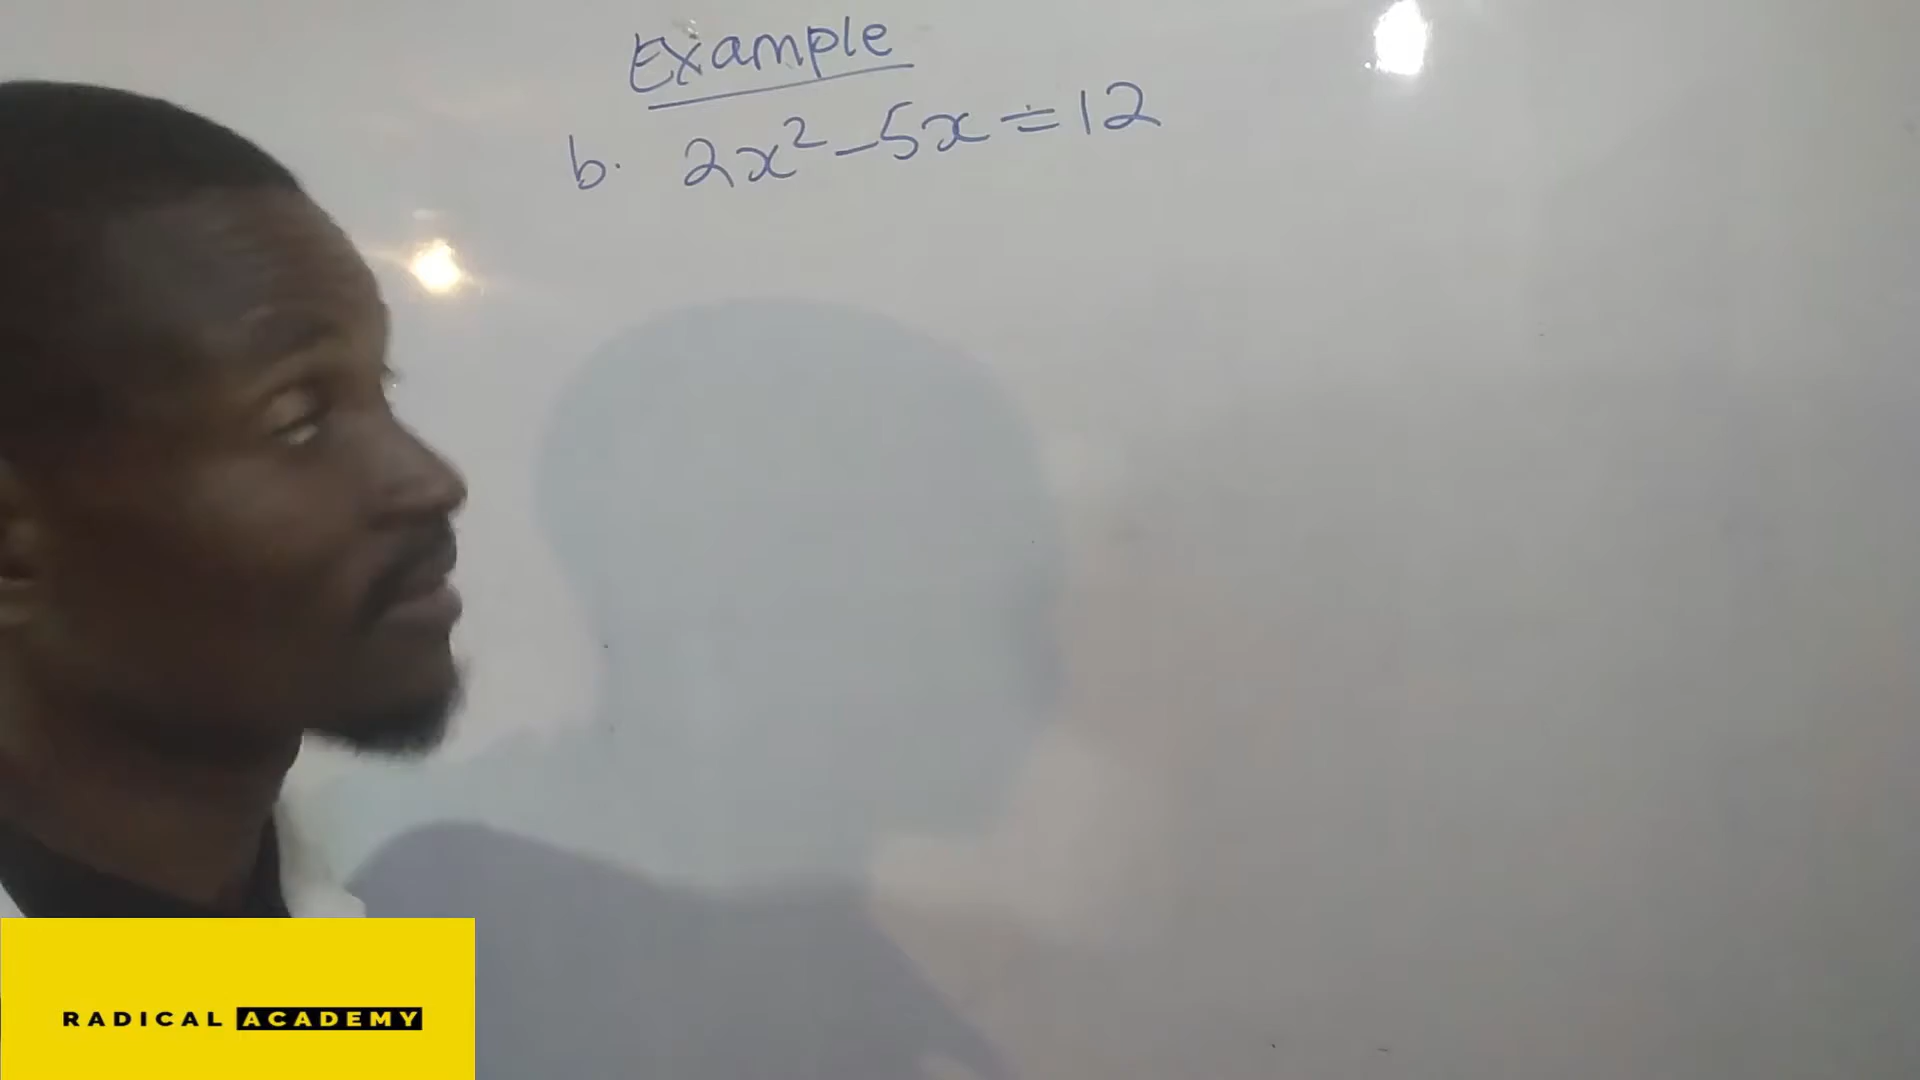 Example
b. 2x² - 5x = 12
RADICAL ACADEMY